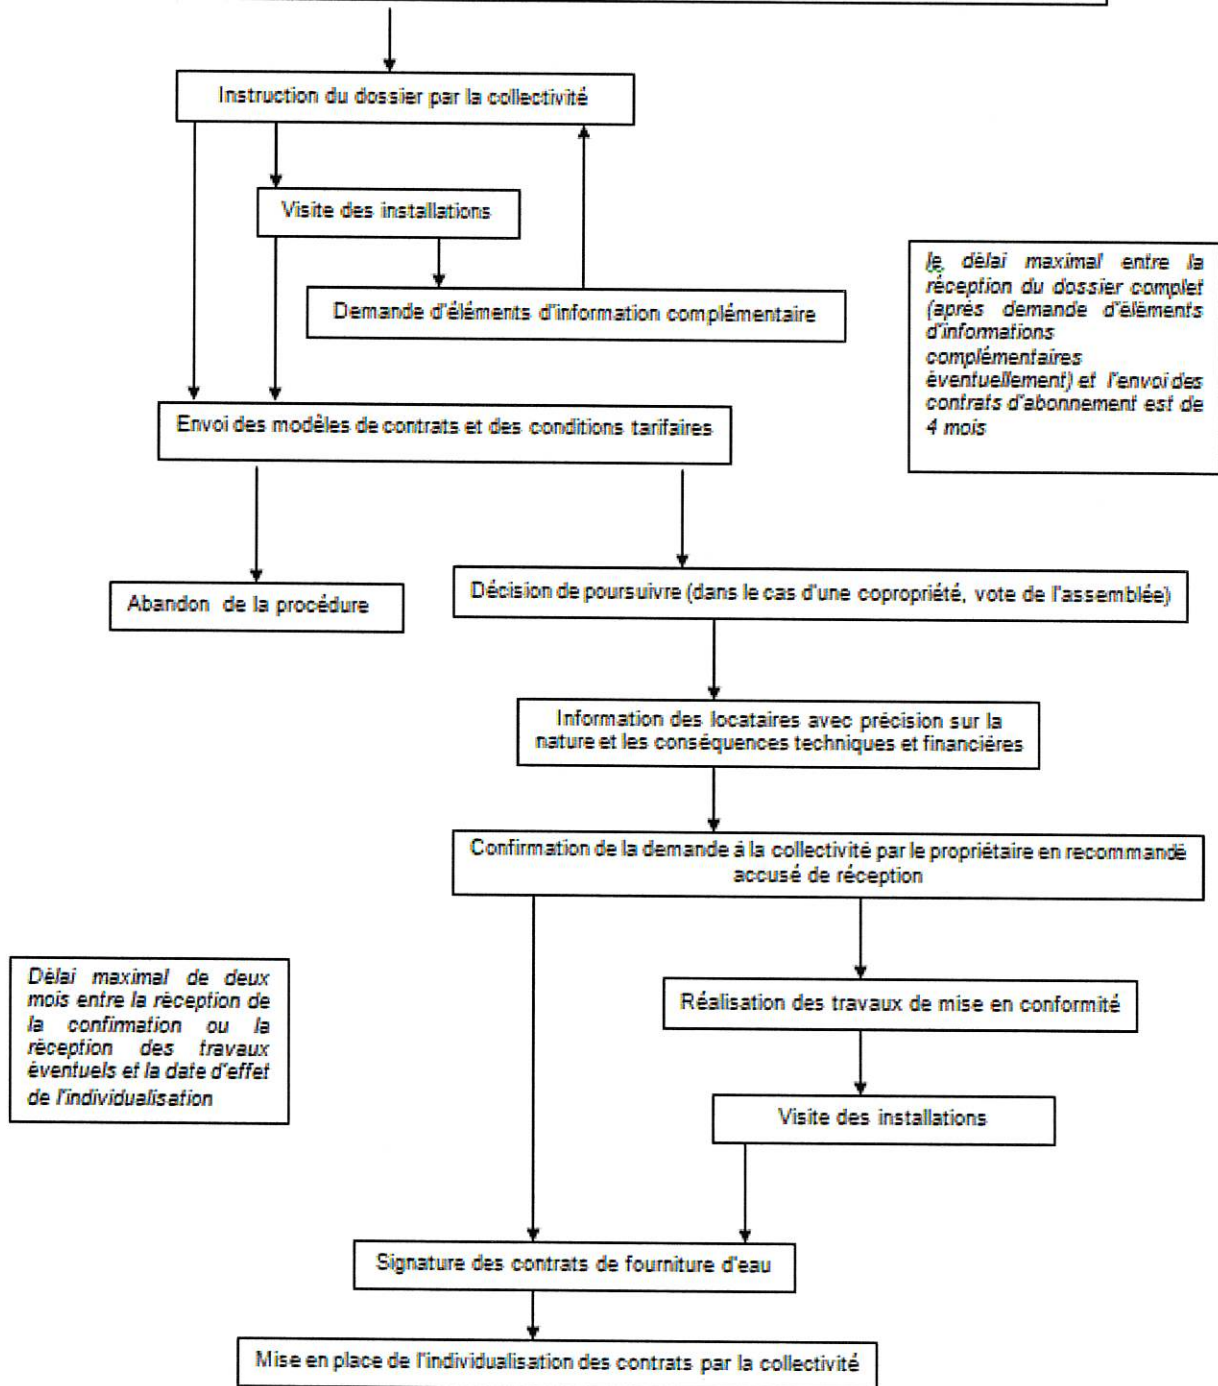 Instruction du dossier par la collectivité
Visite des installations
Demande d'éléments d'information complémentaire
le délai maximal entre la
réception du dossier complet
(après demande d'éléments
d'informations
complémentaires
éventuellement) et l'envoi des
contrats d'abonnement est de
4 mois
Envoi des modèles de contrats et des conditions tarifaires
Abandon de la procédure
Décision de poursuivre (dans le cas d'une copropriété, vote de l'assemblée)
Information des locataires avec précision sur la
nature et les conséquences techniques et financières
Confirmation de la demande à la collectivité par le propriétaire en recommandé
accusé de réception
Délai maximal de deux
mois entre la réception de
la confirmation ou la
réception des travaux
éventuels et la date d'effet
de l'individualisation
Réalisation des travaux de mise en conformité
Visite des installations
Signature des contrats de fourniture d'eau
Mise en place de l'individualisation des contrats par la collectivité